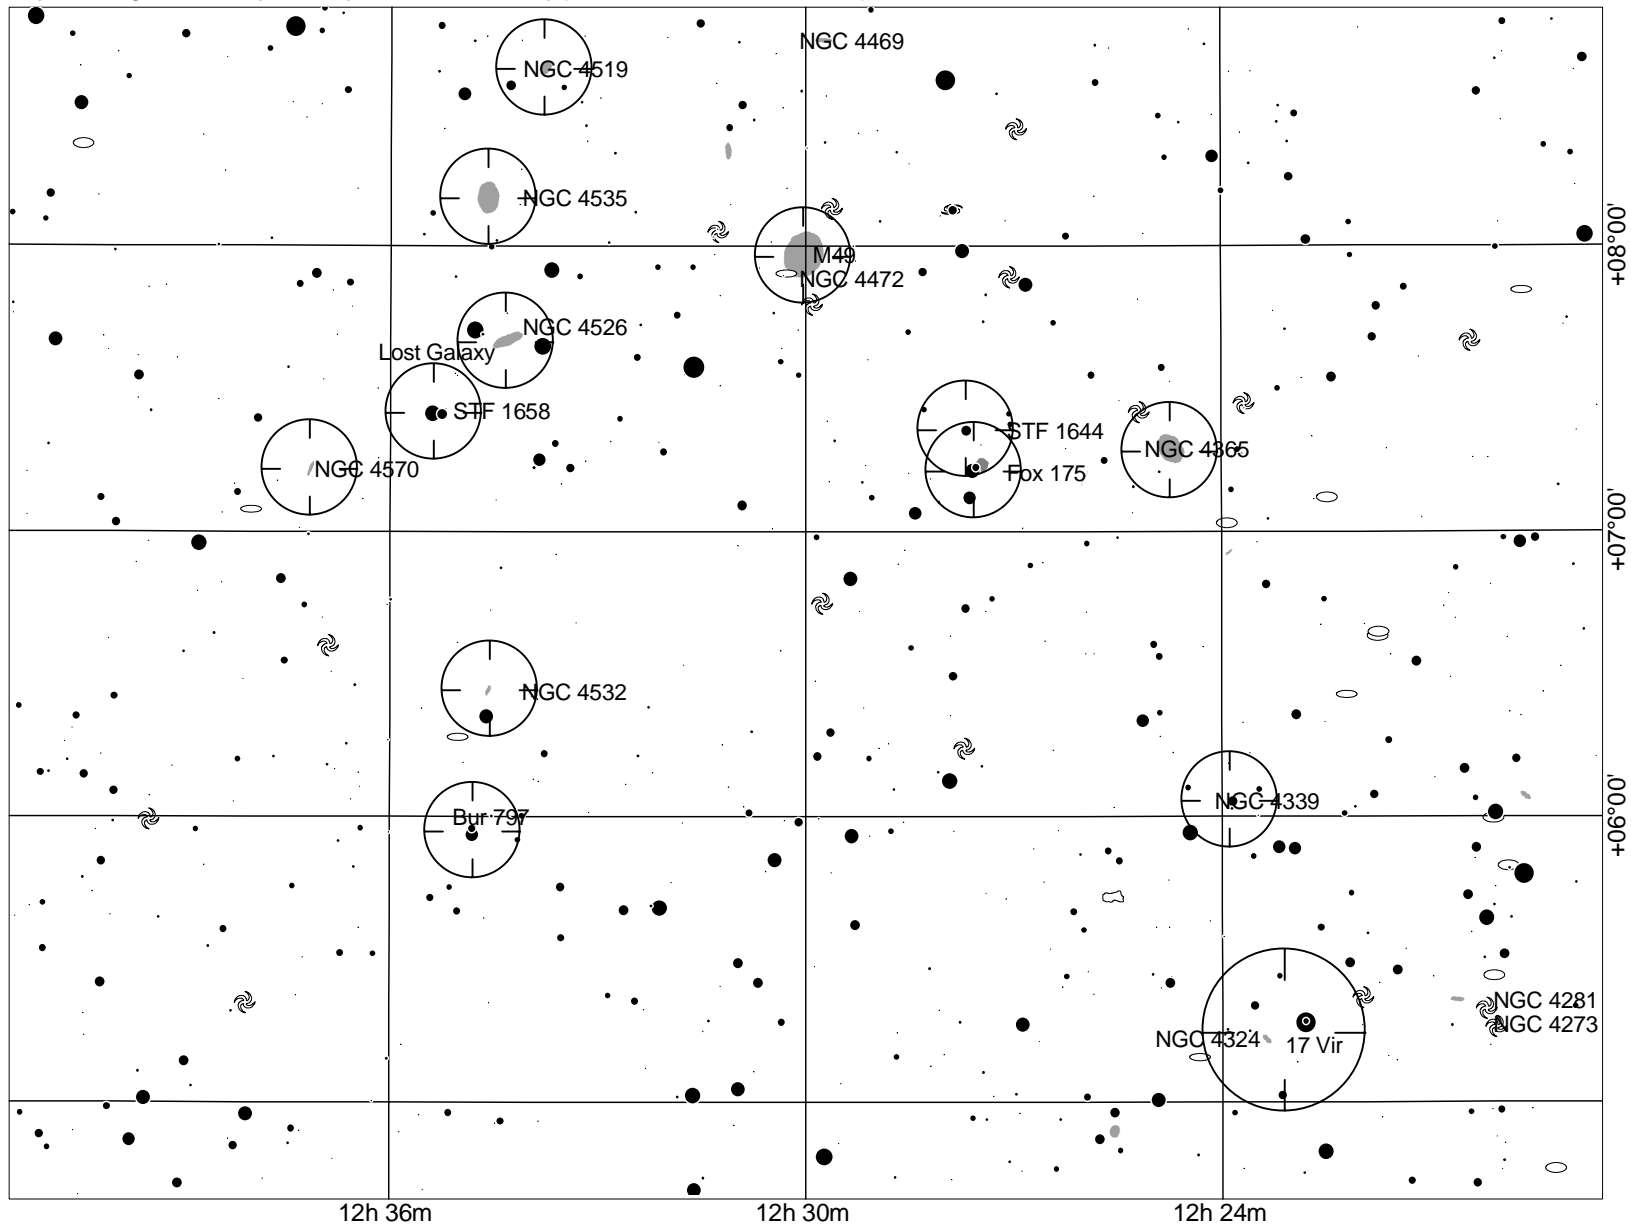 NGC 4469
NGC 4519
NGC 4535
+08°00'
M49
NGC 4472
NGC 4526
Lost Galaxy
STF 1658
STF 1644
NGC 4365
NGC 4570
Fox 175
+07°00'
NGC 4532
NGC 4339
Bur 797
+06°00'
NGC 4281
NGC 4273
NGC 4324
17 Vir
12h 36m
12h 30m
12h 24m